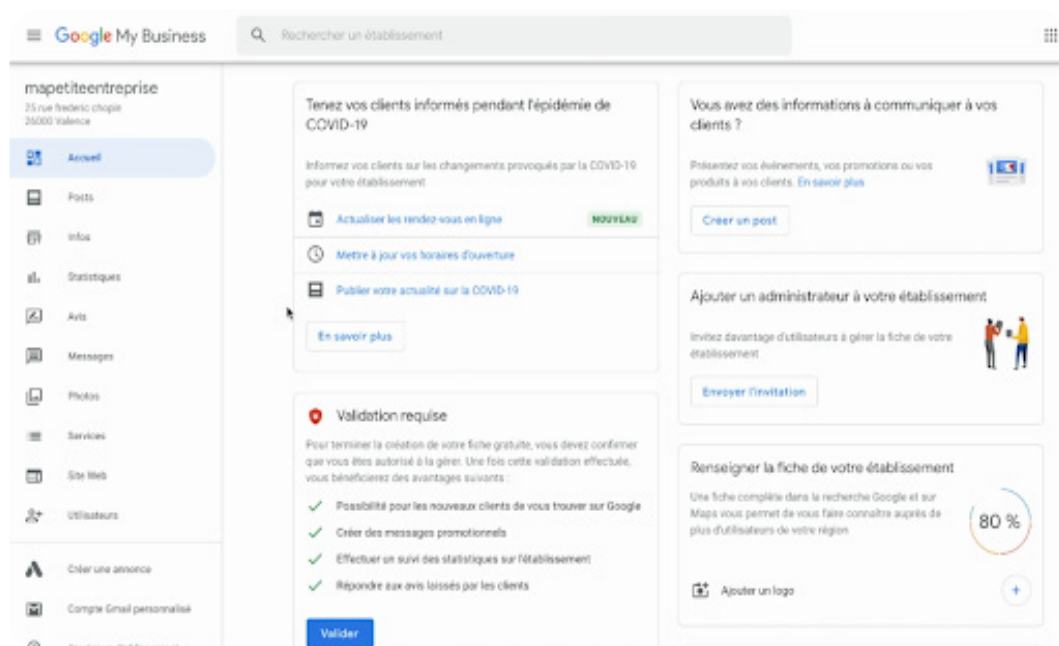 Google My Business
Rechercher un établissement
mapetiteentreprise
25 rue frederic chopin
26000 Valence
Accueil
Posts
Infos
Statistiques
Avis
Messages
Photos
Services
Site Web
Utilisateurs
Créer une annonce
Compte Gmail personnalisé
Tenez vos clients informés pendant l'épidémie de
COVID-19
Informez vos clients sur les changements provoqués par la COVID-19
pour votre établissement
Actualiser les rendez-vous en ligne
NOUVEAU
Mettre à jour vos horaires d'ouverture
Publier votre actualité sur la COVID-19
En savoir plus
Validation requise
Pour terminer la création de votre fiche gratuite, vous devez confirmer
que vous êtes autorisé à la gérer. Une fois cette validation effectuée,
vous bénéficierez des avantages suivants :
Possibilité pour les nouveaux clients de vous trouver sur Google
Créer des messages promotionnels
Effectuer un suivi des statistiques sur l'établissement
Répondre aux avis laissés par les clients
Valider
Vous avez des informations à communiquer à vos
clients ?
Présentez vos événements, vos promotions ou vos
produits à vos clients. En savoir plus
Créer un post
Ajouter un administrateur à votre établissement
Invitez davantage d'utilisateurs à gérer la fiche de votre
établissement
Envoyer l'invitation
Renseigner la fiche de votre établissement
Une fiche complète dans la recherche Google et sur
Maps vous permet de vous faire connaître auprès de
plus d'utilisateurs de votre région
80 %
Ajouter un logo